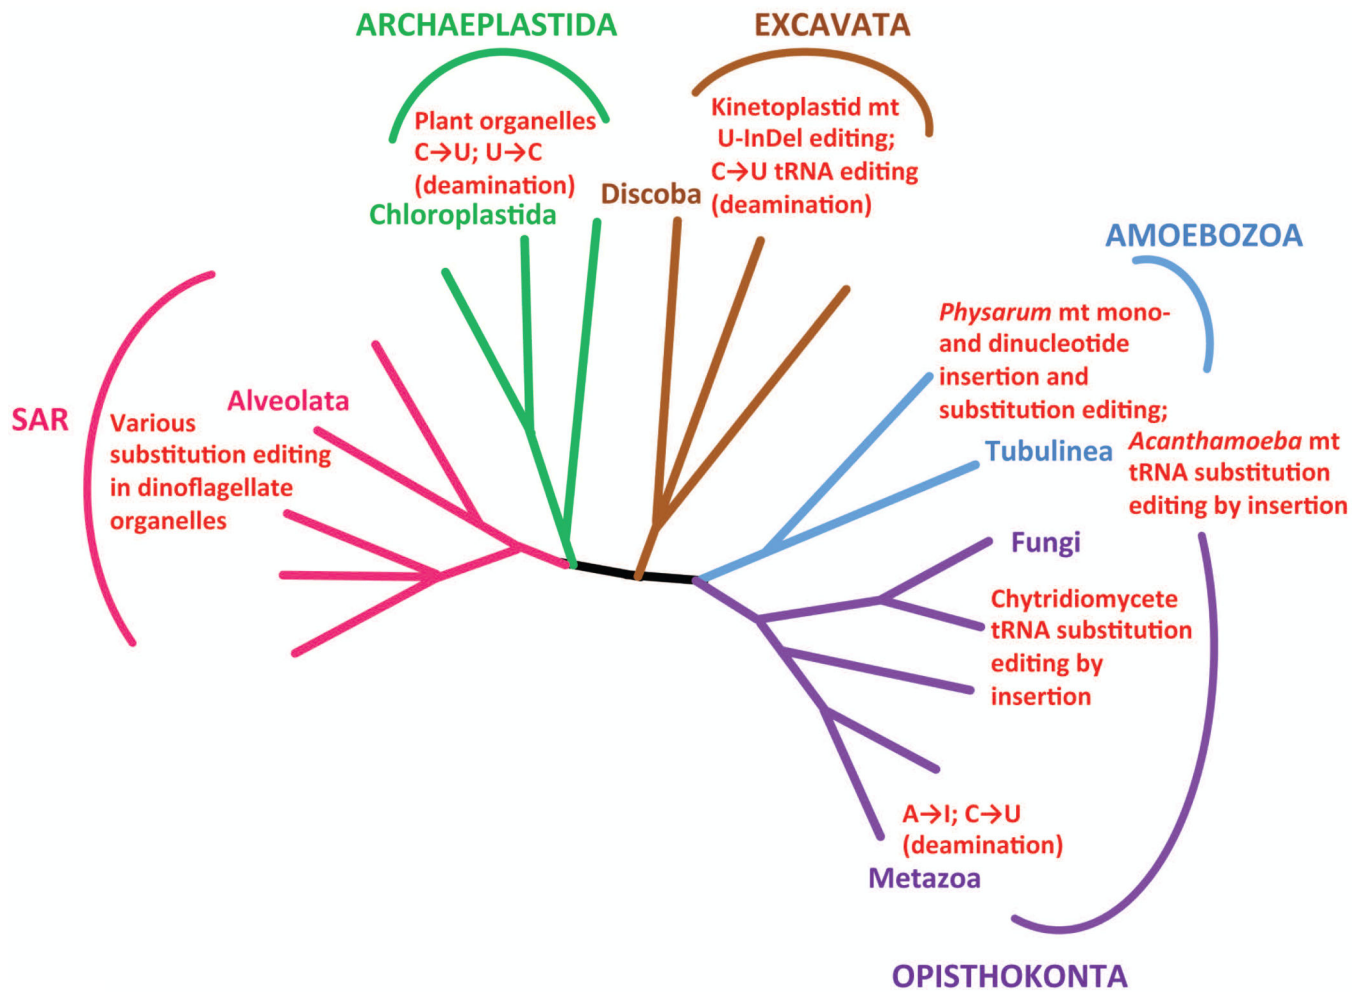 ARCHAEPLASTIDA
EXCAVATA
Plant organelles
C→U; U→C
(deamination)
Chloroplastida
Kinetoplastid mt
U-InDel editing;
C→U tRNA editing
(deamination)
Discoba
AMOEBOZOA
Physarum mt mono-
and dinucleotide
insertion and
substitution editing;
Tubulinea
Acanthamoeba mt
tRNA substitution
editing by insertion
SAR
Alveolata
Various
substitution editing
in dinoflagellate
organelles
Fungi
Chytridiomycete
tRNA substitution
editing by
insertion
A→I; C→U
(deamination)
Metazoa
OPISTHOKONTA